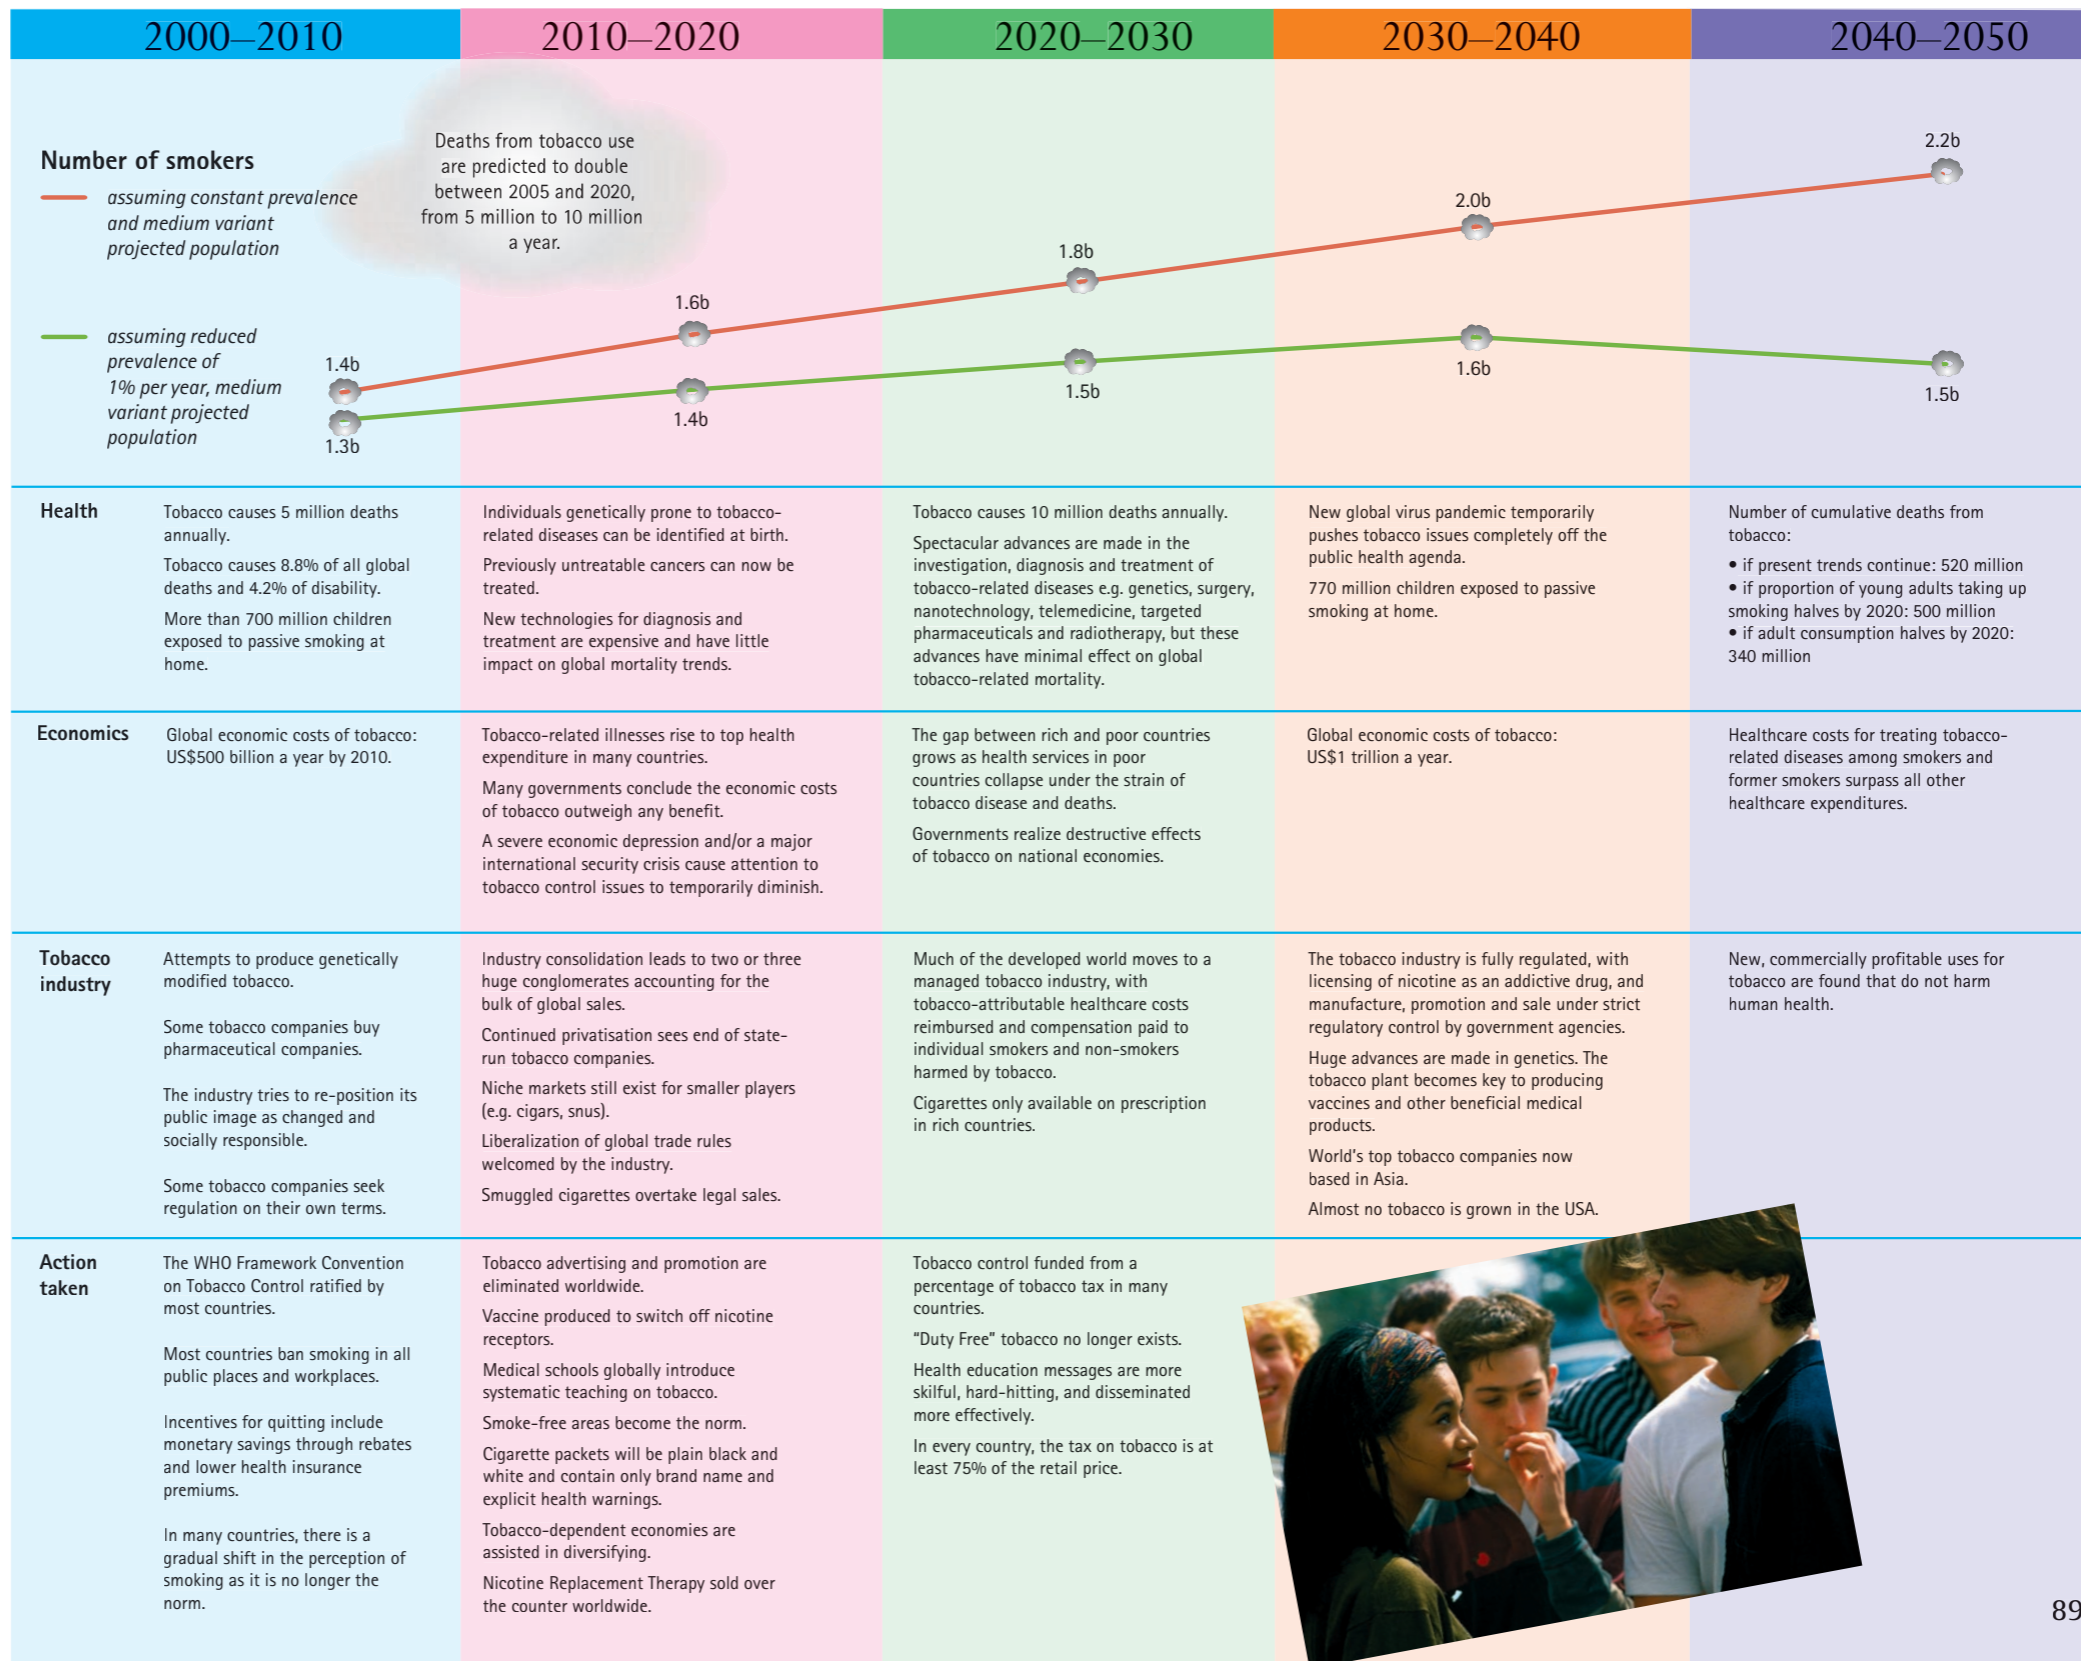 2000–2010
2010–2020
2020–2030
2030–2040
2040–2050
Number of smokers
assuming constant prevalence
and medium variant
projected population
assuming reduced
prevalence of
1% per year, medium
variant projected
population
Deaths from tobacco use
are predicted to double
between 2005 and 2020,
from 5 million to 10 million
a year.
1.4b
1.6b
1.8b
2.0b
2.2b
1.3b
1.4b
1.5b
1.6b
1.5b
Health
Tobacco causes 5 million deaths
annually.
Tobacco causes 8.8% of all global
deaths and 4.2% of disability.
More than 700 million children
exposed to passive smoking at
home.
Individuals genetically prone to tobacco-
related diseases can be identified at birth.
Previously untreatable cancers can now be
treated.
New technologies for diagnosis and
treatment are expensive and have little
impact on global mortality trends.
Tobacco causes 10 million deaths annually.
Spectacular advances are made in the
investigation, diagnosis and treatment of
tobacco-related diseases e.g. genetics, surgery,
nanotechnology, telemedicine, targeted
pharmaceuticals and radiotherapy, but these
advances have minimal effect on global
tobacco-related mortality.
New global virus pandemic temporarily
pushes tobacco issues completely off the
public health agenda.
770 million children exposed to passive
smoking at home.
Number of cumulative deaths from
tobacco:
• if present trends continue: 520 million
• if proportion of young adults taking up
smoking halves by 2020: 500 million
• if adult consumption halves by 2020:
340 million
Economics
Global economic costs of tobacco:
US$500 billion a year by 2010.
Tobacco-related illnesses rise to top health
expenditure in many countries.
Many governments conclude the economic costs
of tobacco outweigh any benefit.
A severe economic depression and/or a major
international security crisis cause attention to
tobacco control issues to temporarily diminish.
The gap between rich and poor countries
grows as health services in poor
countries collapse under the strain of
tobacco disease and deaths.
Governments realize destructive effects
of tobacco on national economies.
Global economic costs of tobacco:
US$1 trillion a year.
Healthcare costs for treating tobacco-
related diseases among smokers and
former smokers surpass all other
healthcare expenditures.
Tobacco
industry
Attempts to produce genetically
modified tobacco.
Some tobacco companies buy
pharmaceutical companies.
The industry tries to re-position its
public image as changed and
socially responsible.
Some tobacco companies seek
regulation on their own terms.
Industry consolidation leads to two or three
huge conglomerates accounting for the
bulk of global sales.
Continued privatisation sees end of state-
run tobacco companies.
Niche markets still exist for smaller players
(e.g. cigars, snus).
Liberalization of global trade rules
welcomed by the industry.
Smuggled cigarettes overtake legal sales.
Much of the developed world moves to a
managed tobacco industry, with
tobacco-attributable healthcare costs
reimbursed and compensation paid to
individual smokers and non-smokers
harmed by tobacco.
Cigarettes only available on prescription
in rich countries.
The tobacco industry is fully regulated, with
licensing of nicotine as an addictive drug, and
manufacture, promotion and sale under strict
regulatory control by government agencies.
Huge advances are made in genetics. The
tobacco plant becomes key to producing
vaccines and other beneficial medical
products.
World's top tobacco companies now
based in Asia.
Almost no tobacco is grown in the USA.
New, commercially profitable uses for
tobacco are found that do not harm
human health.
Action
taken
The WHO Framework Convention
on Tobacco Control ratified by
most countries.
Most countries ban smoking in all
public places and workplaces.
Incentives for quitting include
monetary savings through rebates
and lower health insurance
premiums.
In many countries, there is a
gradual shift in the perception of
smoking as it is no longer the
norm.
Tobacco advertising and promotion are
eliminated worldwide.
Vaccine produced to switch off nicotine
receptors.
Medical schools globally introduce
systematic teaching on tobacco.
Smoke-free areas become the norm.
Cigarette packets will be plain black and
white and contain only brand name and
explicit health warnings.
Tobacco-dependent economies are
assisted in diversifying.
Nicotine Replacement Therapy sold over
the counter worldwide.
Tobacco control funded from a
percentage of tobacco tax in many
countries.
“Duty Free” tobacco no longer exists.
Health education messages are more
skilful, hard-hitting, and disseminated
more effectively.
In every country, the tax on tobacco is at
least 75% of the retail price.
89